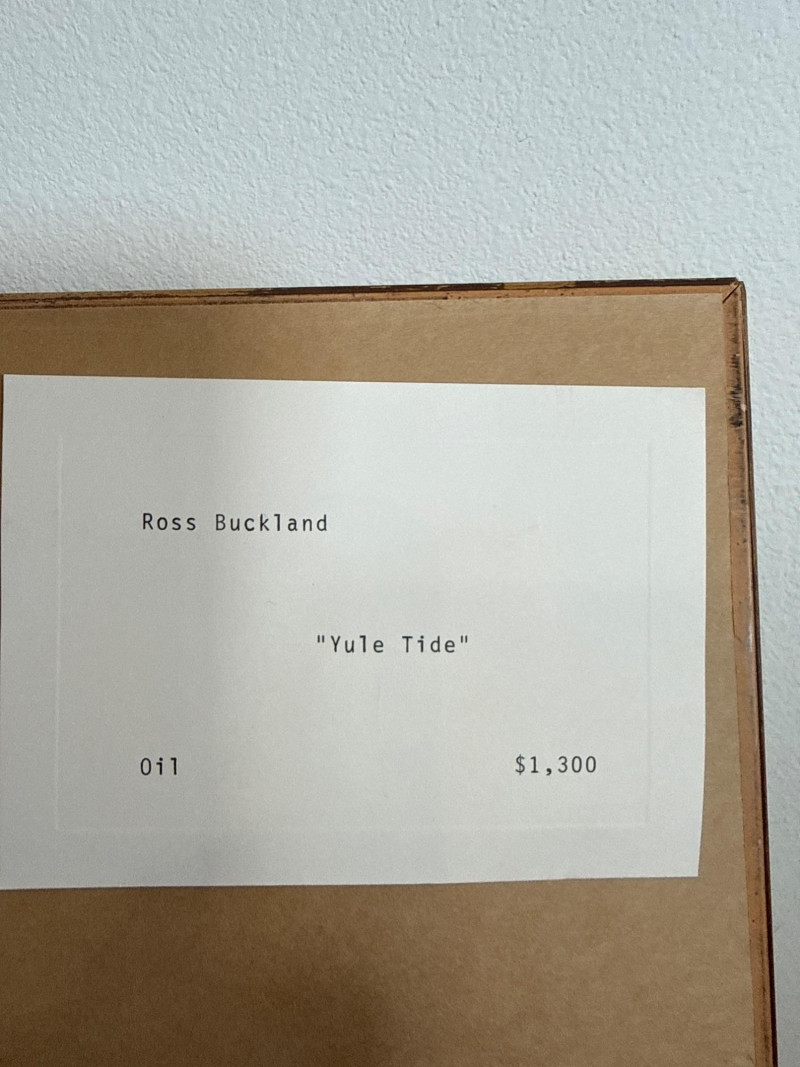 Ross Buckland
"Yule Tide"
Oil $1,300